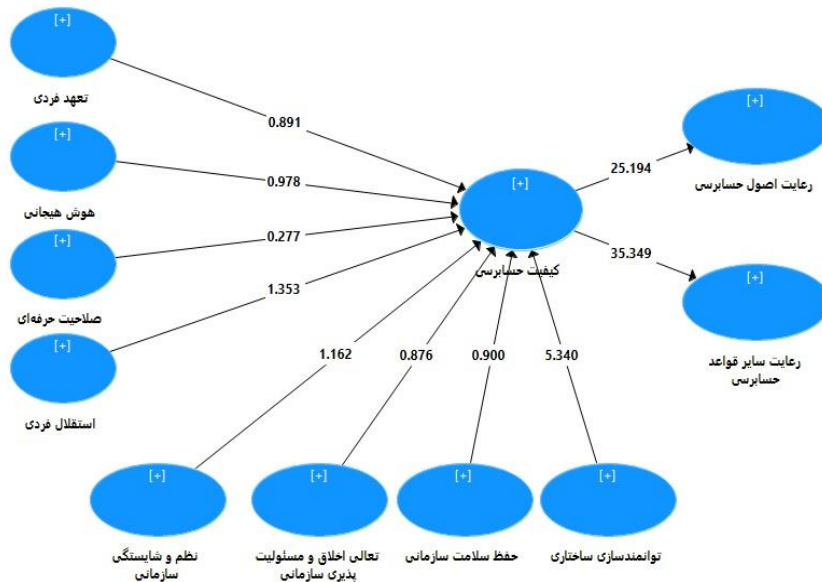 [+]
تعهد فردی
[+]
هوش هیجانی
[+]
صلاحیت حرفه‌ای
[+]
استقلال فردی
0.891
0.978
0.277
1.353
[+]
کیفیت حسابرسی
25.194
35.349
[+]
رعایت اصول حسابرسی
[+]
رعایت سایر قواعد
حسابرسی
1.162
0.876
0.900
5.340
[+]
نظم و شایستگی
سازمانی
[+]
تعالی اخلاق و مسئولیت
پذیری سازمانی
[+]
حفظ سلامت سازمانی
[+]
توانمندسازی ساختاری